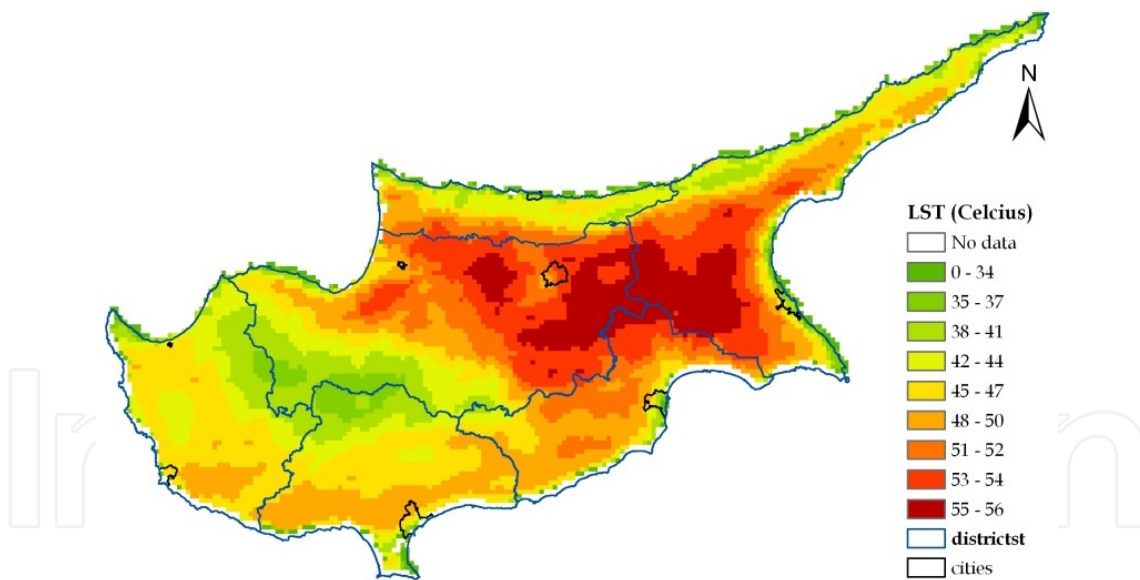 N
LST (Celcius)
No data
0 - 34
35 - 37
38 - 41
42 - 44
45 - 47
48 - 50
51 - 52
53 - 54
55 - 56
districtst
cities